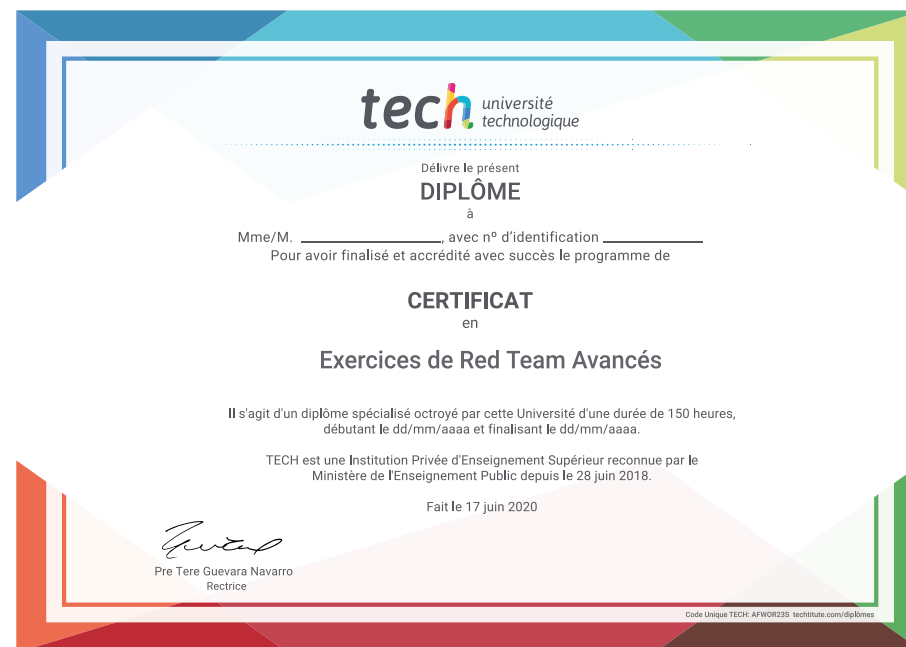 tech université
technologique
Délivre le présent
DIPLÔME
à
Mme/M. ____________________, avec nº d'identification ______________
Pour avoir finalisé et accrédité avec succès le programme de
CERTIFICAT
en
Exercices de Red Team Avancés
Il s'agit d'un diplôme spécialisé octroyé par cette Université d'une durée de 150 heures,
débutant le dd/mm/aaaa et finalisant le dd/mm/aaaa.
TECH est une Institution Privée d'Enseignement Supérieur reconnue par le
Ministère de l'Enseignement Public depuis le 28 juin 2018.
Fait le 17 juin 2020
Pre Tere Guevara Navarro
Rectrice
Code Unique TECH: AFWOR23S techtitute.com/diplômes